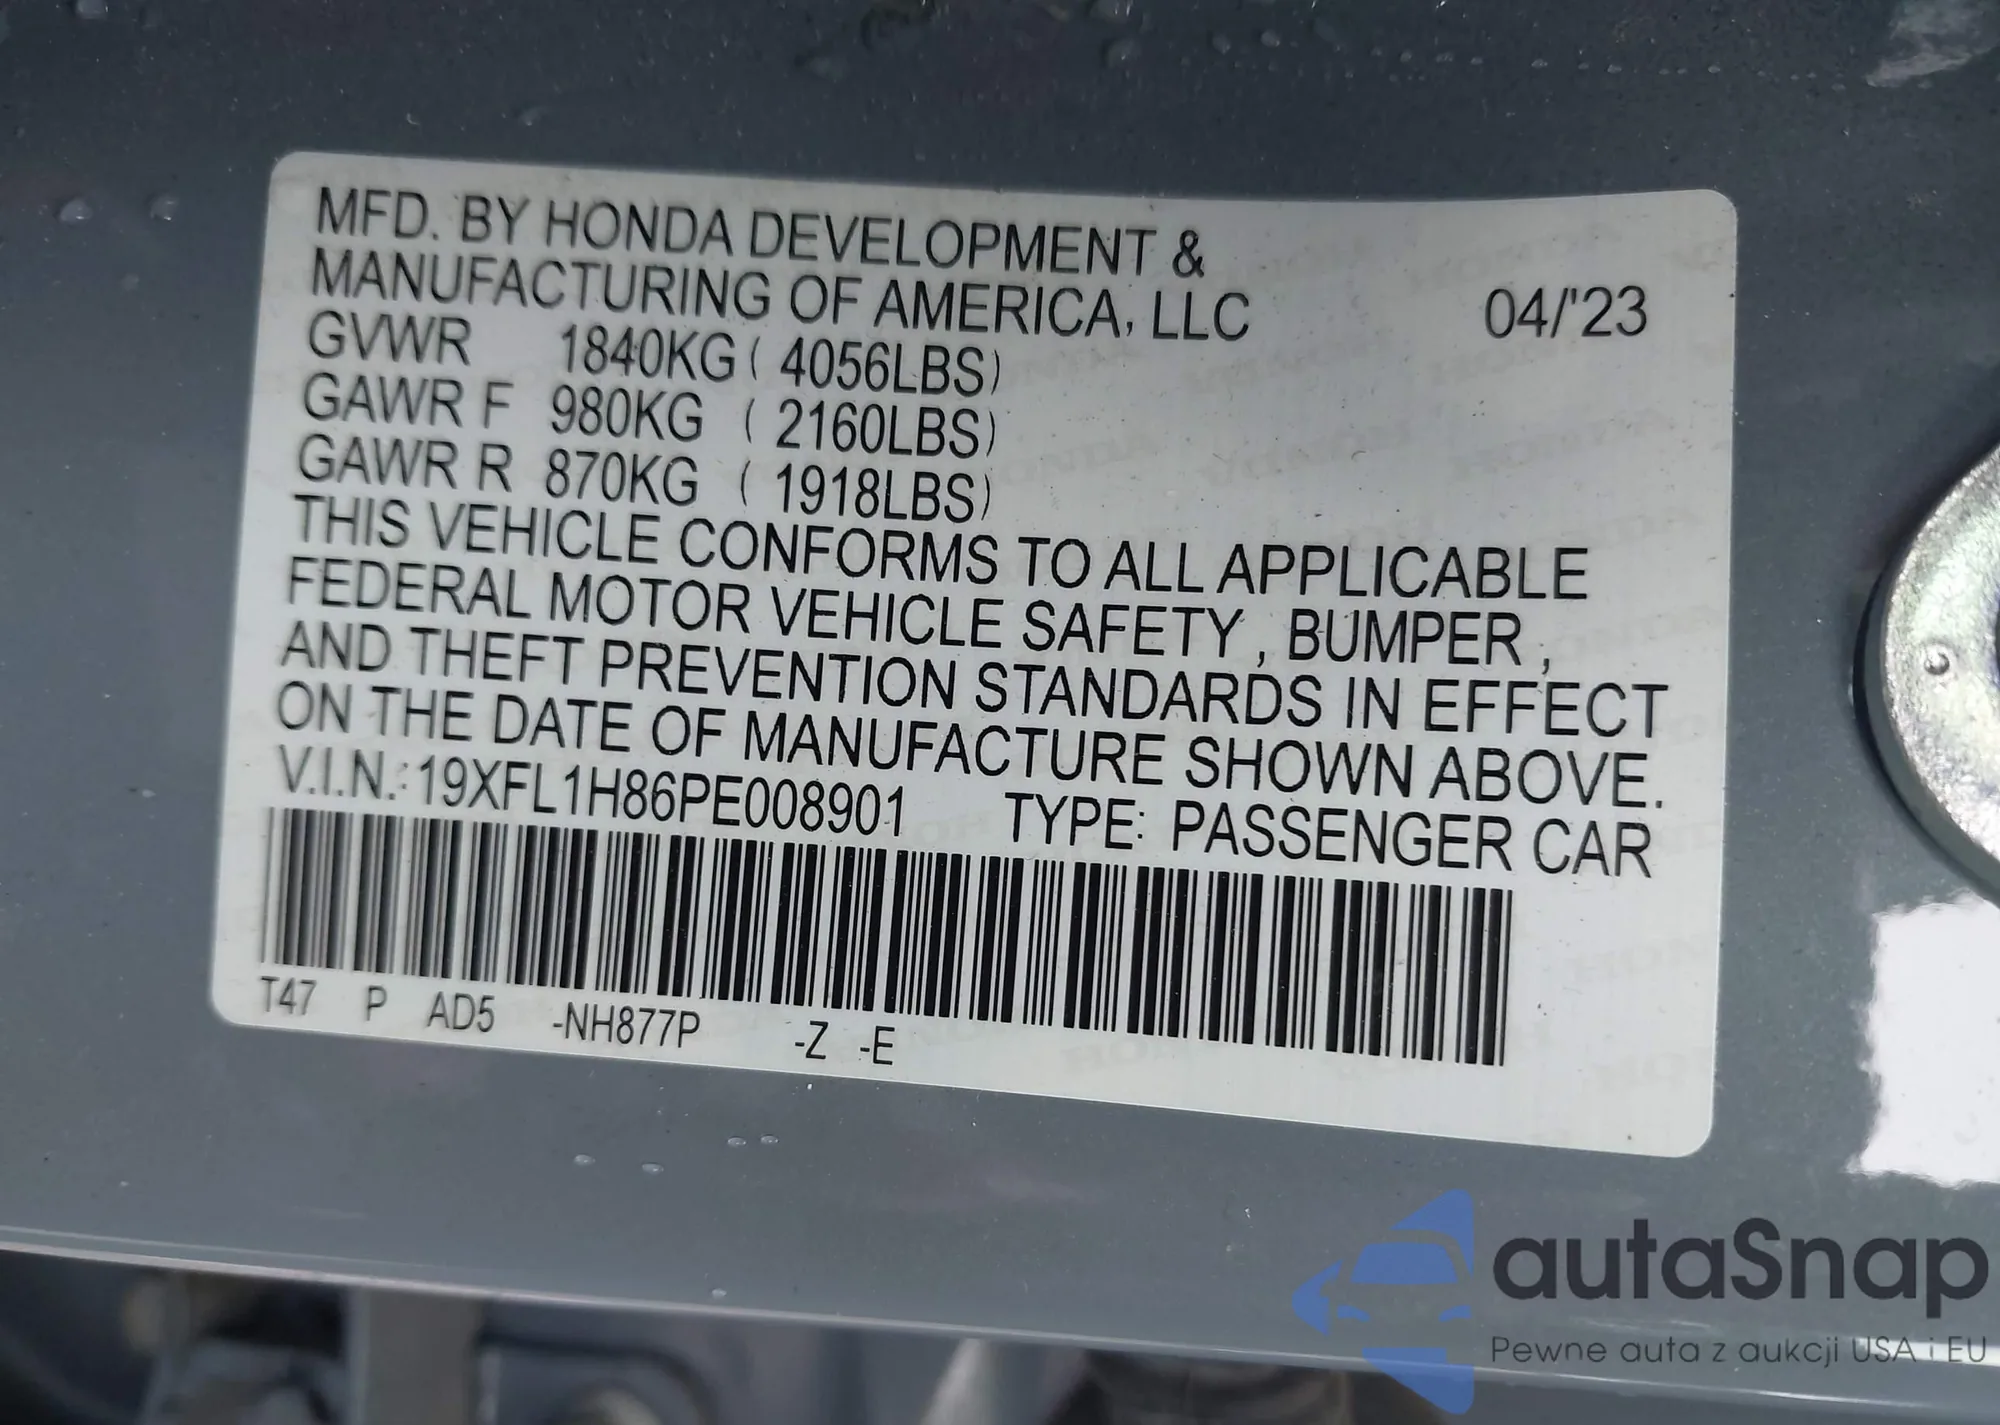 MFD. BY HONDA DEVELOPMENT &
MANUFACTURING OF AMERICA, LLC 04/'23
GVWR 1840KG ( 4056LBS)
GAWR F 980KG ( 2160LBS)
GAWR R 870KG ( 1918LBS)
THIS VEHICLE CONFORMS TO ALL APPLICABLE
FEDERAL MOTOR VEHICLE SAFETY , BUMPER ,
AND THEFT PREVENTION STANDARDS IN EFFECT
ON THE DATE OF MANUFACTURE SHOWN ABOVE.
V.I.N.: 19XFL1H86PE008901 TYPE: PASSENGER CAR
T47 P AD5 -NH877P -Z -E
autaSnap
Pewne auta z aukcji USA i EU